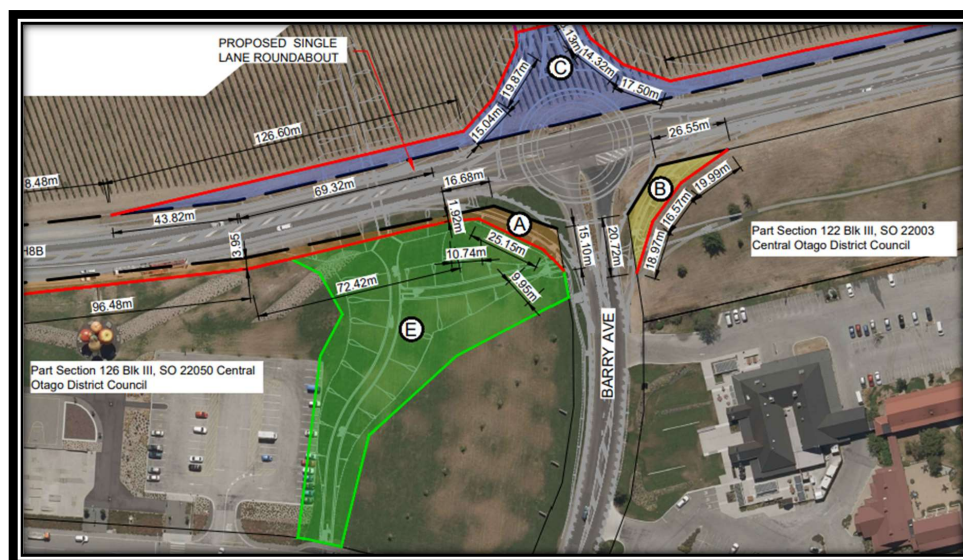 PROPOSED SINGLE
LANE ROUNDABOUT
13m
14.32m
C
19.87m
17.50m
15.04m
126.60m
26.55m
69.32m
8.48m
16.68m
B
19.99m
43.82m
16.57m
1.92m
A
H8B
3.95
25.15m
15.10m
20.72m
18.97m
Part Section 122 Blk III, SO 22003
Central Otago District Council
10.74m
72.42m
9.95m
96.48m
E
BARRY AVE
Part Section 126 Blk III, SO 22050 Central
Otago District Council